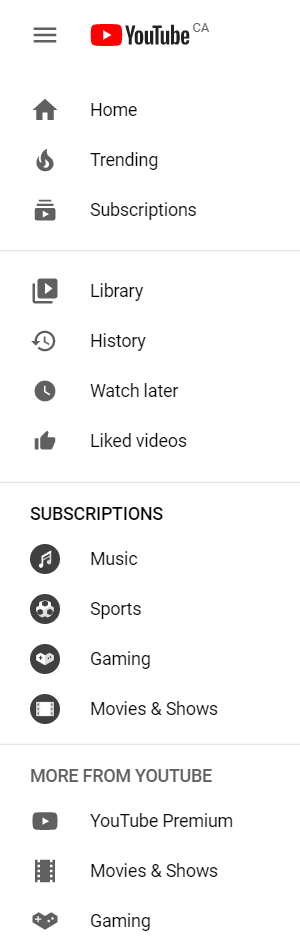 YouTube CA
Home
Trending
Subscriptions
Library
History
Watch later
Liked videos
SUBSCRIPTIONS
Music
Sports
Gaming
Movies & Shows
MORE FROM YOUTUBE
YouTube Premium
Movies & Shows
Gaming